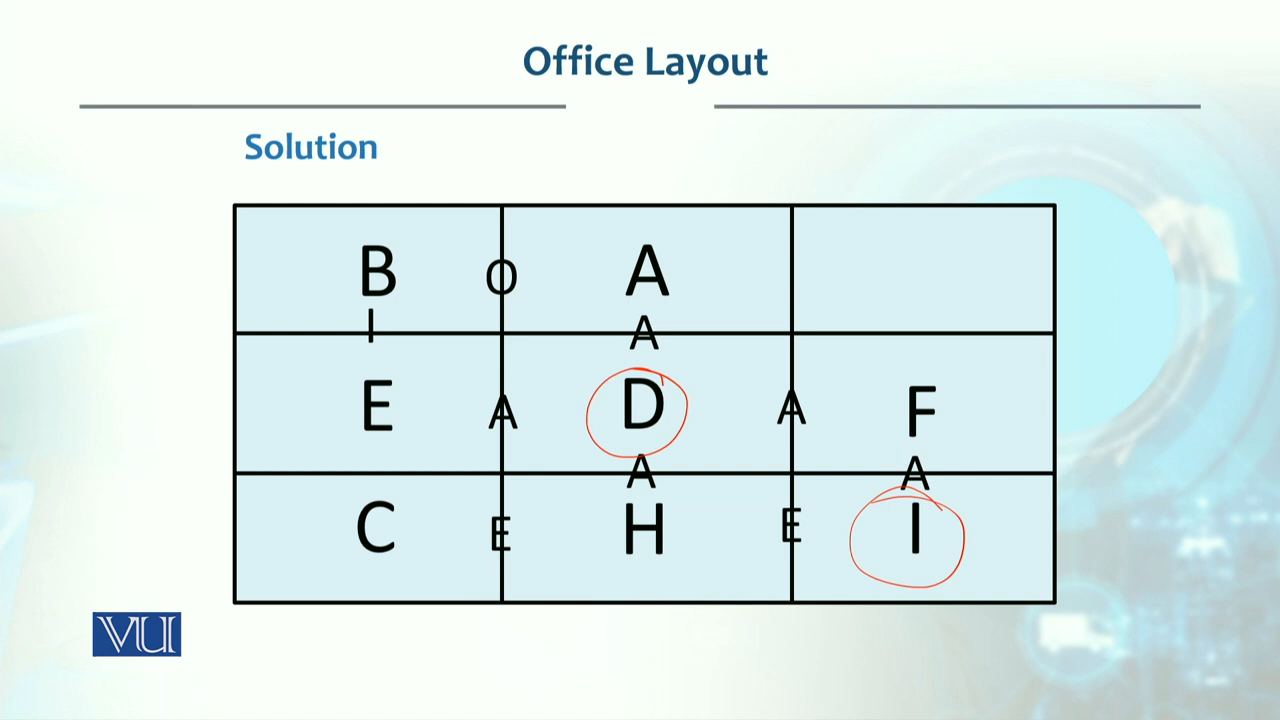 Office Layout
Solution
B O A
I A
E A D A F
A A
C E H E I
VU